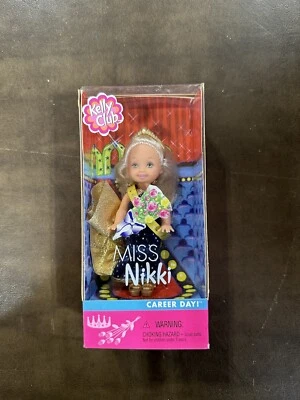 Kelly
Club
MISS
Nikki
CAREER DAY!
WARNING:
CHOKING HAZARD